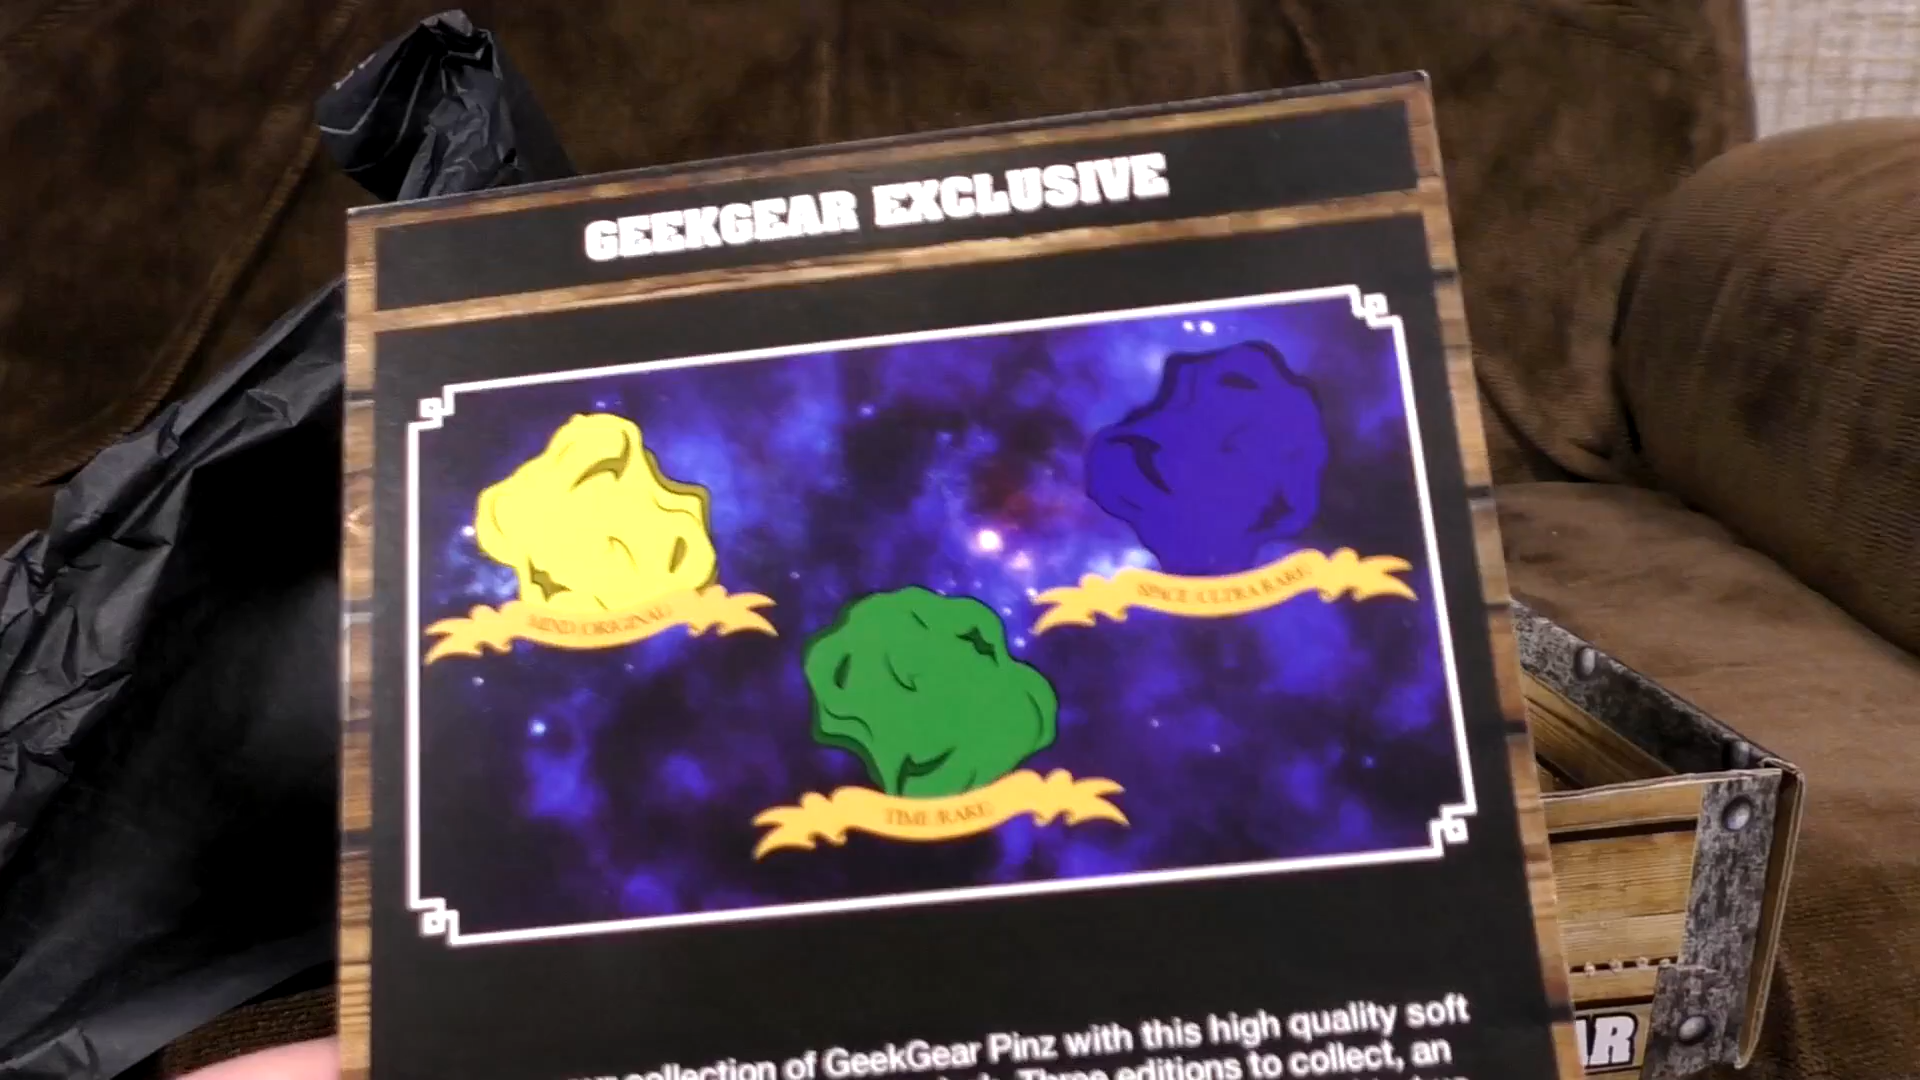 GEEKGEAR EXCLUSIVE
MIND (ORIGINAL)
SPACE (ULTRA RARE)
TIME (RARE)
collection of GeekGear Pinz with this high quality soft
Three editions to collect, an
AR